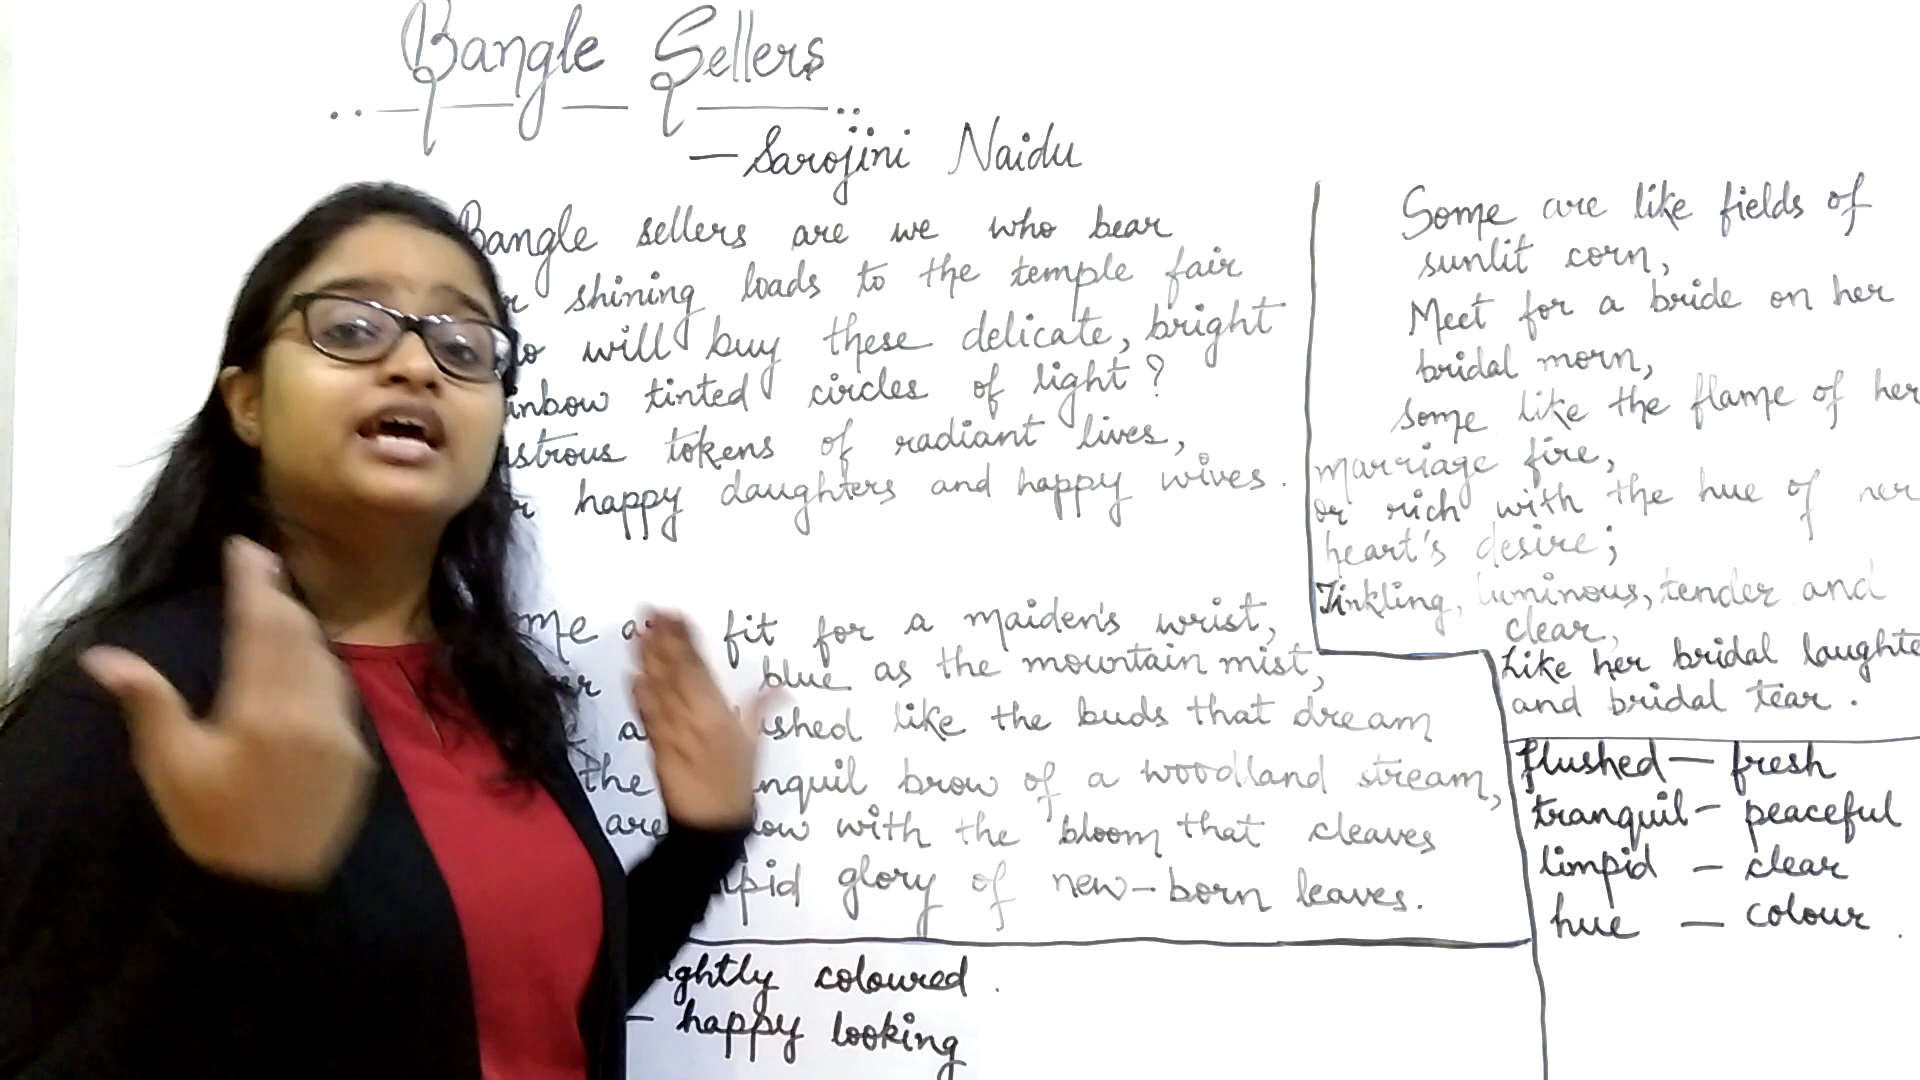 Bangle Sellers
— Sarojini Naidu
Bangle sellers are we who bear
shining loads to the temple fair
will buy these delicate, bright
tinted circles of light?
tokens of radiant lives,
happy daughters and happy wives.
fit for a maiden's wrist,
blue as the mountain mist,
like the buds that dream
the brow of a woodland stream,
are with the bloom that cleaves
glory of new-born leaves.
coloured.
— happy looking
Some are like fields of
sunlit corn,
Meet for a bride on her
bridal morn,
some like the flame of her
marriage fire,
or rich with the hue of her
heart's desire;
Tinkling, luminous, tender and
clear,
Like her bridal
and bridal tear.
flushed — fresh
tranquil — peaceful
limpid — clear
hue — colour.